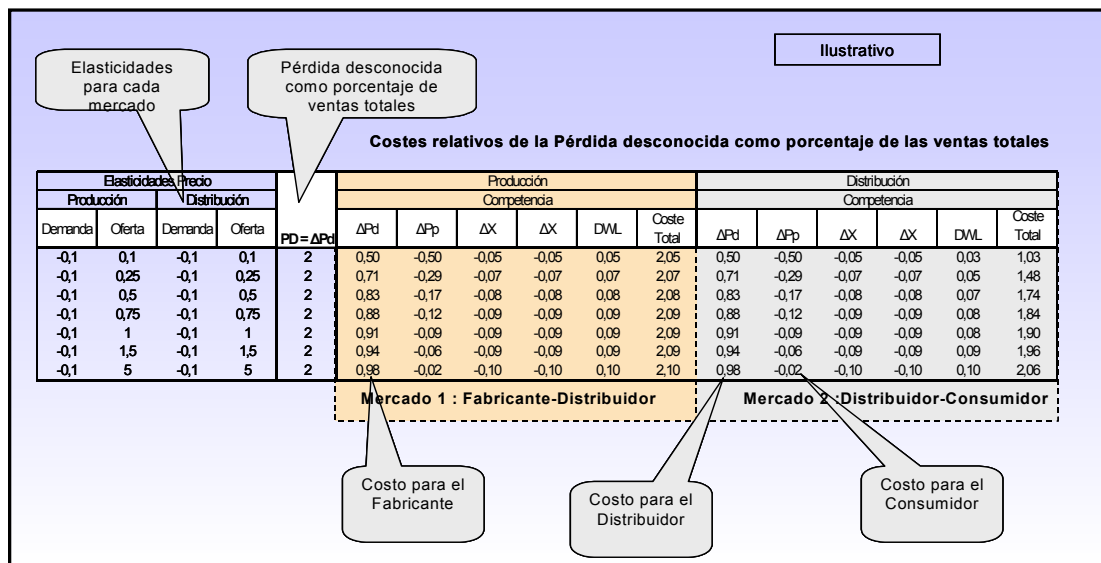 Ilustrativo
Elasticidades
para cada
mercado
Pérdida desconocida
como porcentaje de
ventas totales
Costes relativos de la Pérdida desconocida como porcentaje de las ventas totales
Elasticidades Precio Producción Distribución
Producción Distribución Competencia Competencia
Demanda Oferta Demanda Oferta PD = ΔPd ΔPd ΔPp ΔX ΔX DWL Coste Total ΔPd ΔPp ΔX ΔX DWL Coste Total
-0,1 0,1 -0,1 0,1 2 0,50 -0,50 -0,05 -0,05 0,05 2,05 0,50 -0,50 -0,05 -0,05 0,03 1,03
-0,1 0,25 -0,1 0,25 2 0,71 -0,29 -0,07 -0,07 0,07 2,07 0,71 -0,29 -0,07 -0,07 0,05 1,48
-0,1 0,5 -0,1 0,5 2 0,83 -0,17 -0,08 -0,08 0,08 2,08 0,83 -0,17 -0,08 -0,08 0,07 1,74
-0,1 0,75 -0,1 0,75 2 0,88 -0,12 -0,09 -0,09 0,09 2,09 0,88 -0,12 -0,09 -0,09 0,08 1,84
-0,1 1 -0,1 1 2 0,91 -0,09 -0,09 -0,09 0,09 2,09 0,91 -0,09 -0,09 -0,09 0,08 1,90
-0,1 1,5 -0,1 1,5 2 0,94 -0,06 -0,09 -0,09 0,09 2,09 0,94 -0,06 -0,09 -0,09 0,09 1,96
-0,1 5 -0,1 5 2 0,98 -0,02 -0,10 -0,10 0,10 2,10 0,98 -0,02 -0,10 -0,10 0,10 2,06
Mercado 1 : Fabricante-Distribuidor
Mercado 2 :Distribuidor-Consumidor
Costo para el
Fabricante
Costo para el
Distribuidor
Costo para el
Consumidor